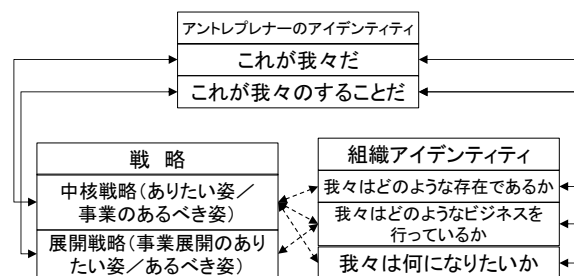 アントレプレナーのアイデンティティ
これが我々だ
これが我々のすることだ
戦　略
中核戦略（ありたい姿／
事業のあるべき姿）
展開戦略（事業展開のあり
たい姿／あるべき姿）
組織アイデンティティ
我々はどのような存在であるか
我々はどのようなビジネスを
行っているか
我々は何になりたいか